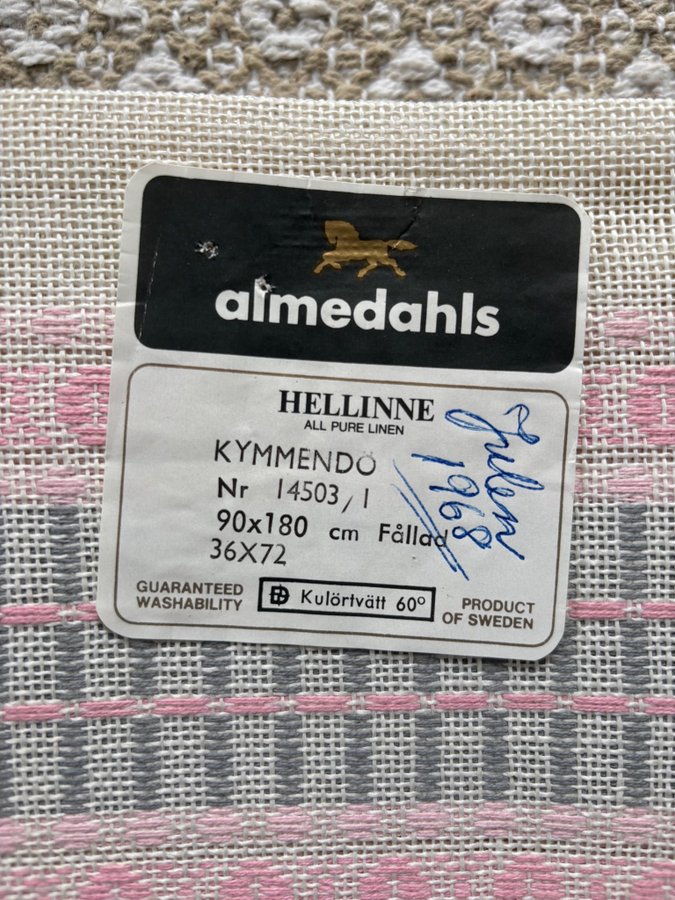 almedahls
HELLINNE
ALL PURE LINEN
KYMMENDÖ
Nr 14503/1
90x180 cm Fållad
36X72
Julen
1968
GUARANTEED
WASHABILITY
Kulörtvätt 60°
PRODUCT
OF SWEDEN